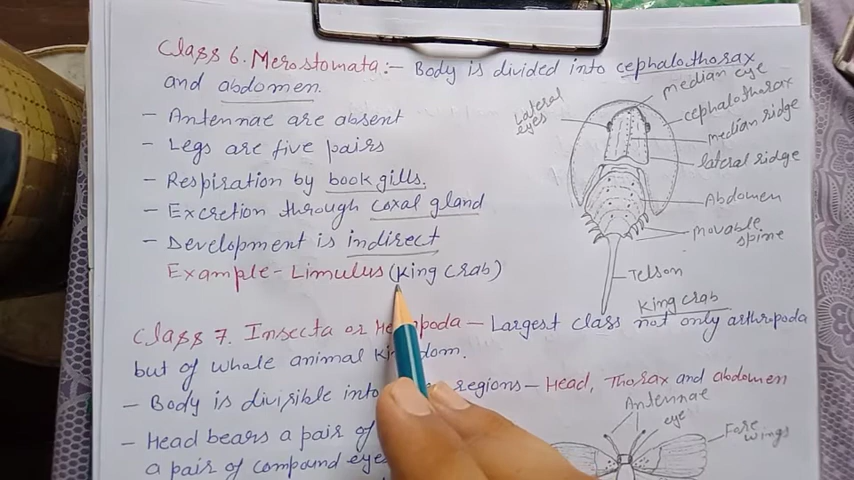 Class 6. Merostomata:- Body is divided into cephalothorax
and abdomen.
- Antennae are absent
- Legs are five pairs
- Respiration by book gills.
- Excretion through coxal gland
- Development is indirect
Example- Limulus (King Crab)
median eye
Lateral
eyes
cephalothorax
median ridge
lateral ridge
Abdomen
movable
spine
Telson
King crab
Class 7. Insecta or poda - Largest class not only arthropoda
but of whole animal dom.
- Body is divisible into regions - Head, Thorax and abdomen
- Head bears a pair of
a pair of compound eye
Antennae
eye
Fore
wings